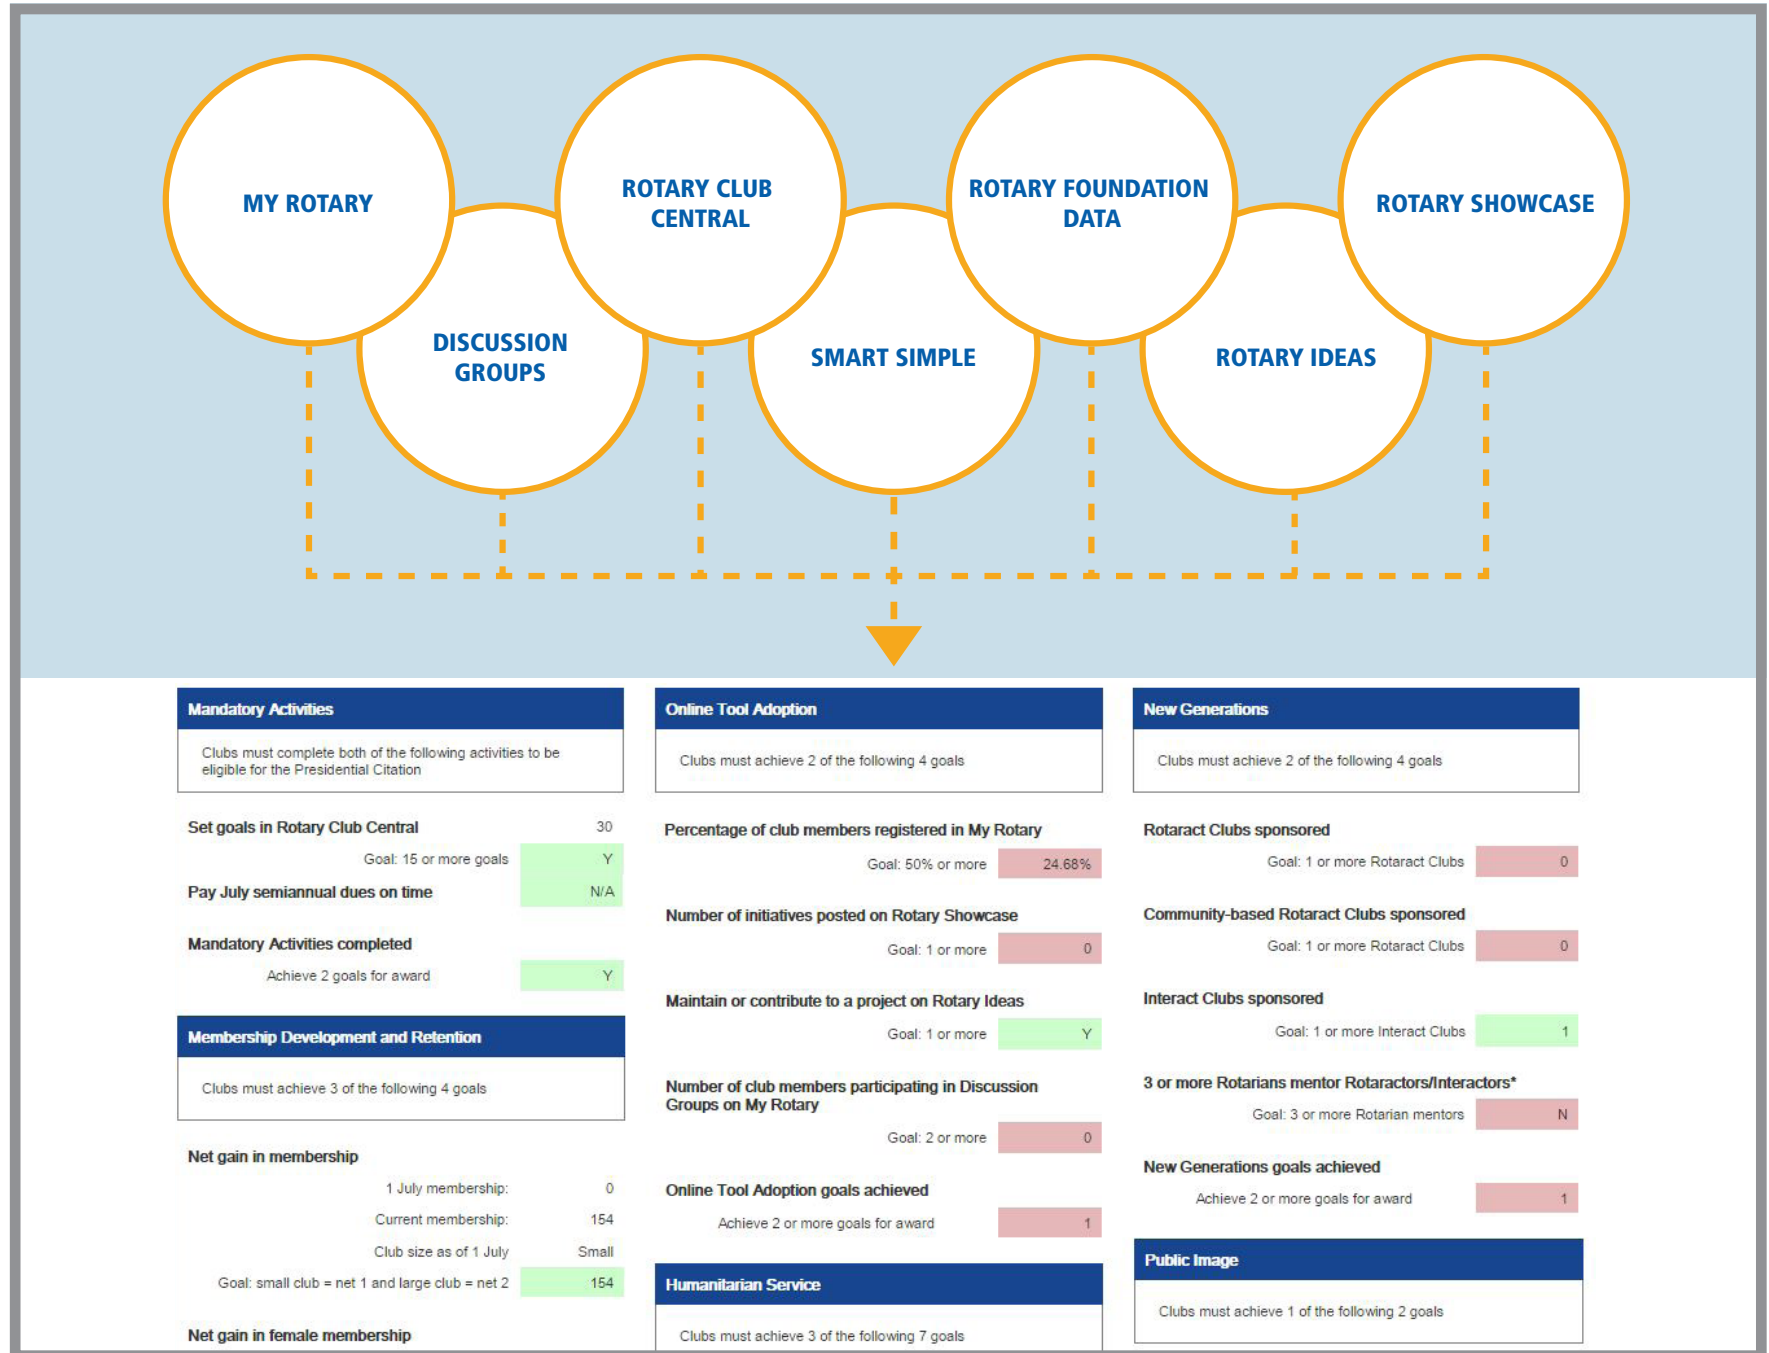 MY ROTARY
DISCUSSION
GROUPS
ROTARY CLUB
CENTRAL
SMART SIMPLE
ROTARY FOUNDATION
DATA
ROTARY IDEAS
ROTARY SHOWCASE
Mandatory Activities
Clubs must complete both of the following activities to be
eligible for the Presidential Citation
Set goals in Rotary Club Central 30
Goal: 15 or more goals Y
Pay July semiannual dues on time N/A
Mandatory Activities completed
Achieve 2 goals for award Y
Membership Development and Retention
Clubs must achieve 3 of the following 4 goals
Net gain in membership
1 July membership: 0
Current membership: 154
Club size as of 1 July Small
Goal: small club = net 1 and large club = net 2 154
Net gain in female membership
Online Tool Adoption
Clubs must achieve 2 of the following 4 goals
Percentage of club members registered in My Rotary
Goal: 50% or more 24.68%
Number of initiatives posted on Rotary Showcase
Goal: 1 or more 0
Maintain or contribute to a project on Rotary Ideas
Goal: 1 or more Y
Number of club members participating in Discussion
Groups on My Rotary
Goal: 2 or more 0
Online Tool Adoption goals achieved
Achieve 2 or more goals for award 1
Humanitarian Service
Clubs must achieve 3 of the following 7 goals
New Generations
Clubs must achieve 2 of the following 4 goals
Rotaract Clubs sponsored
Goal: 1 or more Rotaract Clubs 0
Community-based Rotaract Clubs sponsored
Goal: 1 or more Rotaract Clubs 0
Interact Clubs sponsored
Goal: 1 or more Interact Clubs 1
3 or more Rotarians mentor Rotaractors/Interactors*
Goal: 3 or more Rotarian mentors N
New Generations goals achieved
Achieve 2 or more goals for award 1
Public Image
Clubs must achieve 1 of the following 2 goals